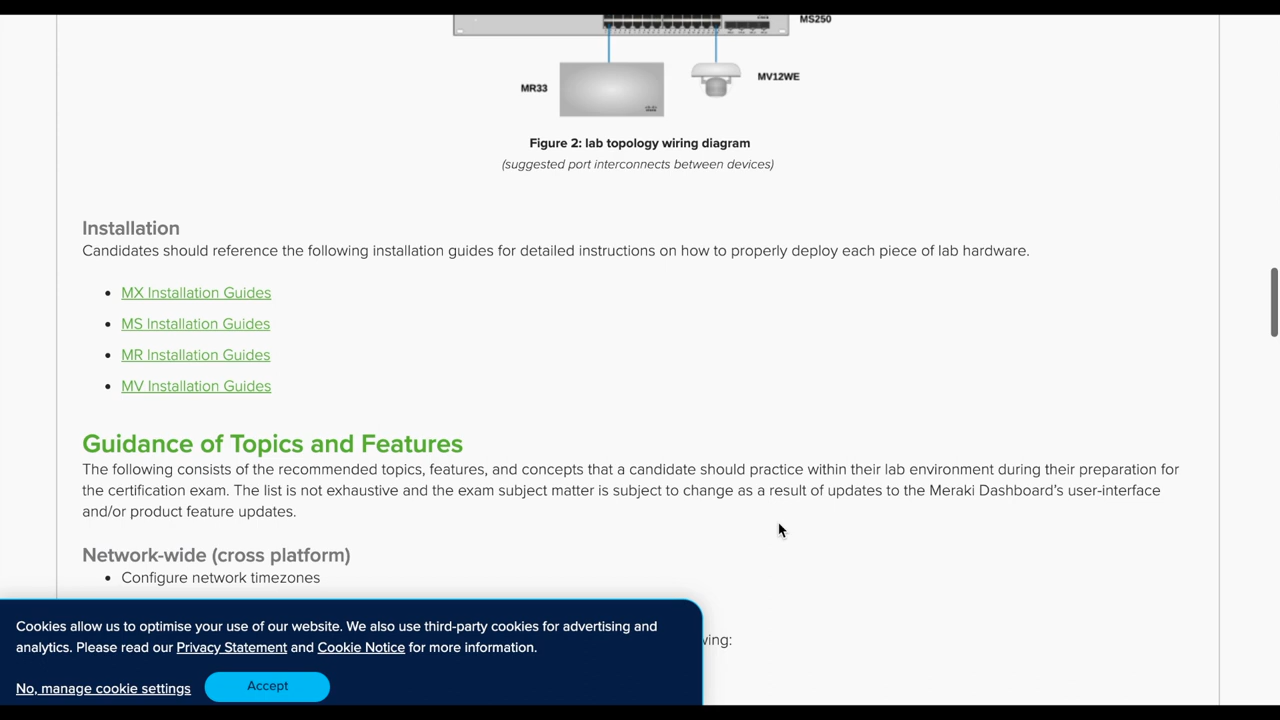 MS250
MR33
MV12WE
Figure 2: lab topology wiring diagram
(suggested port interconnects between devices)
Installation
Candidates should reference the following installation guides for detailed instructions on how to properly deploy each piece of lab hardware.
• MX Installation Guides
• MS Installation Guides
• MR Installation Guides
• MV Installation Guides
Guidance of Topics and Features
The following consists of the recommended topics, features, and concepts that a candidate should practice within their lab environment during their preparation for
the certification exam. The list is not exhaustive and the exam subject matter is subject to change as a result of updates to the Meraki Dashboard’s user-interface
and/or product feature updates.
Network-wide (cross platform)
• Configure network timezones
Cookies allow us to optimise your use of our website. We also use third-party cookies for advertising and
analytics. Please read our Privacy Statement and Cookie Notice for more information.
No, manage cookie settings
Accept